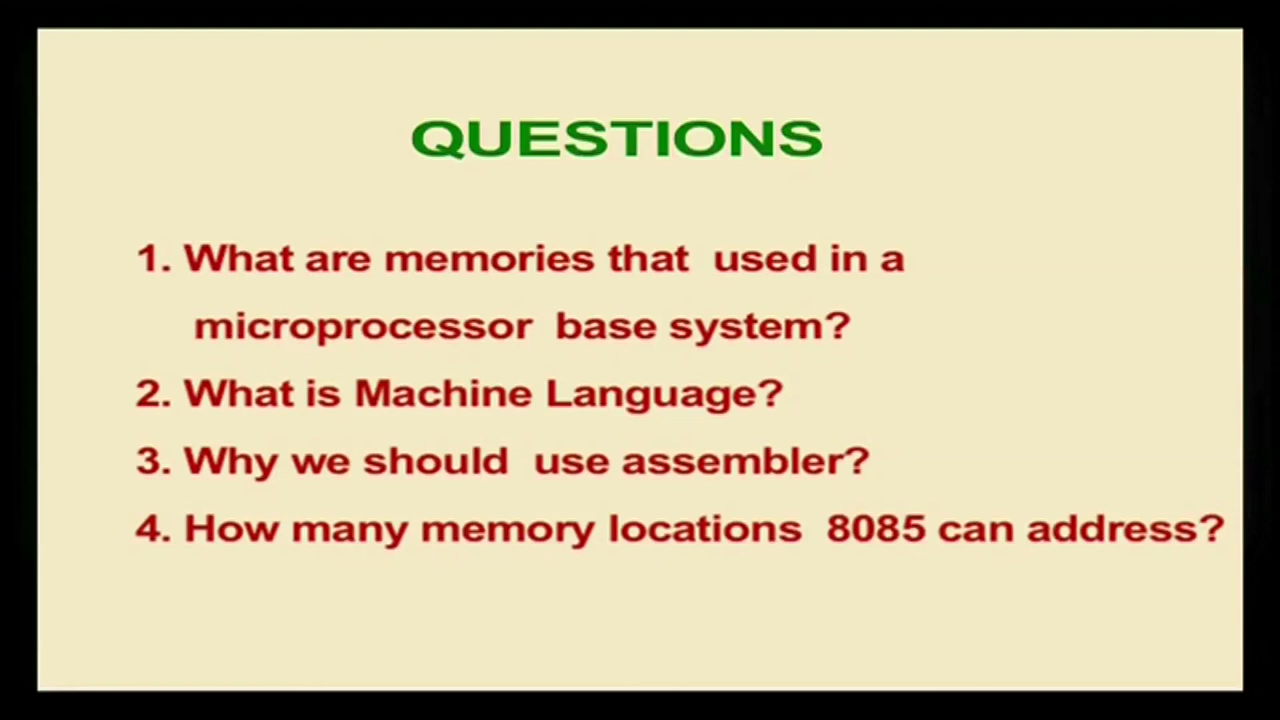 QUESTIONS
1. What are memories that used in a
microprocessor base system?
2. What is Machine Language?
3. Why we should use assembler?
4. How many memory locations 8085 can address?